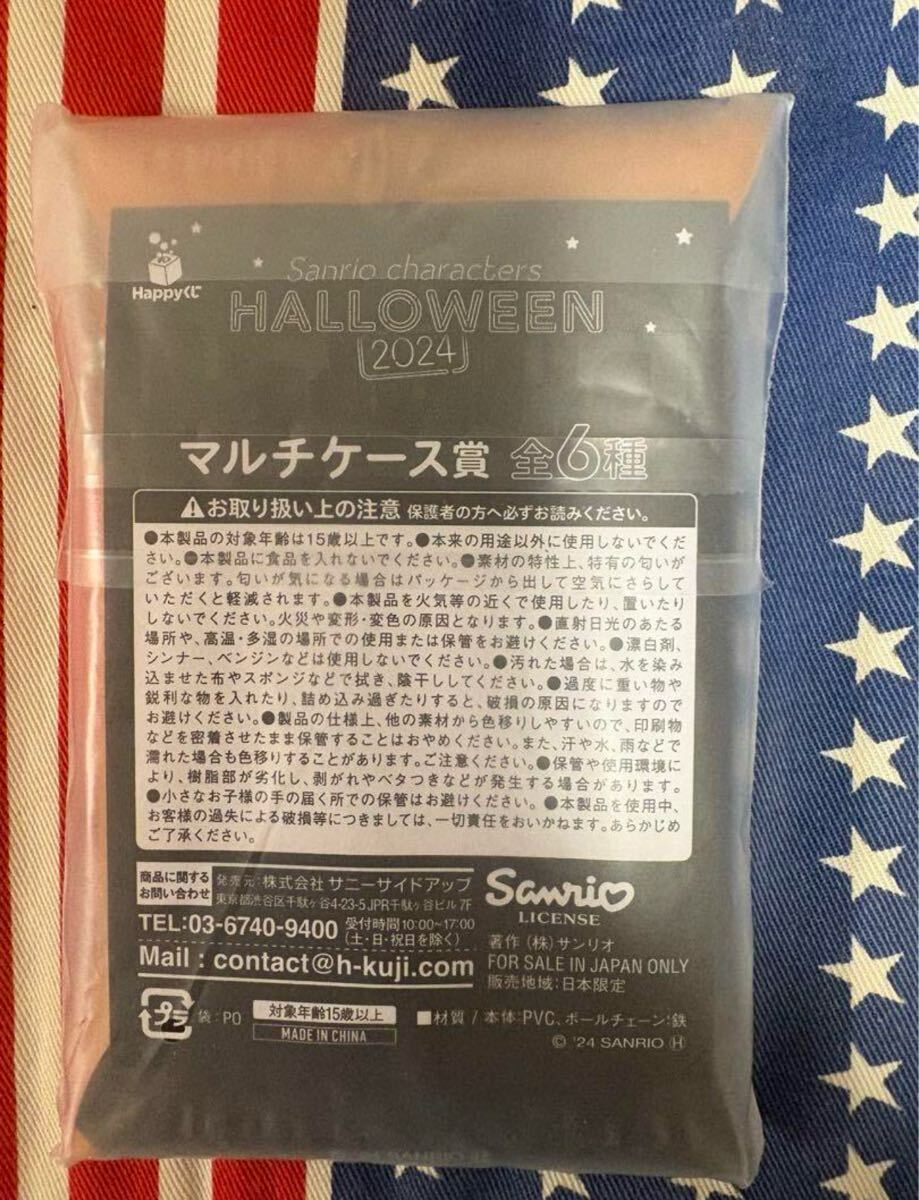 Happyくじ
Sanrio characters
HALLOWEEN
2024
マルチケース賞 全6種
⚠お取り扱い上の注意 保護者の方へ必ずお読みください。
●本製品の対象年齢は15歳以上です。●本来の用途以外に使用しないでくだ
さい。●本製品に食品を入れないでください。●素材の特性上、特有の匂いが
ございます。匂いが気になる場合はパッケージから出して空気にさらして
いただくと軽減されます。●本製品を火気等の近くで使用したり、置いたり
しないでください。火災や変形・変色の原因となります。●直射日光のあたる
場所や、高温・多湿の場所での使用または保管をお避けください。●漂白剤、
シンナー、ベンジンなどは使用しないでください。●汚れた場合は、水を染み
込ませた布やスポンジなどで拭き、陰干ししてください。●過度に重い物や
鋭利な物を入れたり、詰め込み過ぎたりすると、破損の原因になりますので
お避けください。●製品の仕様上、他の素材から色移りしやすいので、印刷物
などを密着させたまま保管することはおやめください。また、汗や水、雨などで
濡れた場合も色移りすることがあります。ご注意ください。●保管や使用環境に
より、樹脂部が劣化し、剥がれやベタつきなどが発生する場合があります。
●小さなお子様の手の届く所での保管はお避けください。●本製品を使用中、
お客様の過失による破損等につきましては、一切責任をおいかねます。あらかじめ
ご了承ください。
商品に関する
お問い合わせ
発売元:株式会社 サニーサイドアップ
東京都渋谷区千駄ヶ谷4-23-5 JPR千駄ヶ谷ビル 7F
TEL:03-6740-9400 受付時間10:00~17:00
(土・日・祝日を除く)
Mail : contact@h-kuji.com
Sanrio
LICENSE
著作 (株) サンリオ
FOR SALE IN JAPAN ONLY
販売地域:日本限定
プラ 袋:PO
対象年齢15歳以上
MADE IN CHINA
■材質 / 本体:PVC、ボールチェーン:鉄
© '24 SANRIO Ⓗ